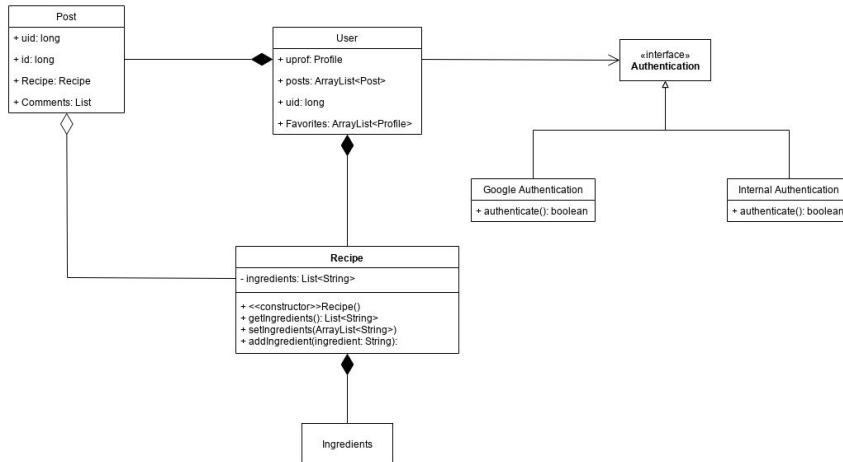 Post
+ uid: long
+ id: long
+ Recipe: Recipe
+ Comments: List
User
+ uprof: Profile
+ posts: ArrayList<Post>
+ uid: long
+ Favorites: ArrayList<Profile>
«interface»
Authentication
Google Authentication
+ authenticate(): boolean
Internal Authentication
+ authenticate(): boolean
Recipe
- ingredients: List<String>
+ <<constructor>>Recipe()
+ getIngredients(): List<String>
+ setIngredients(ArrayList<String>)
+ addIngredient(ingredient: String):
Ingredients